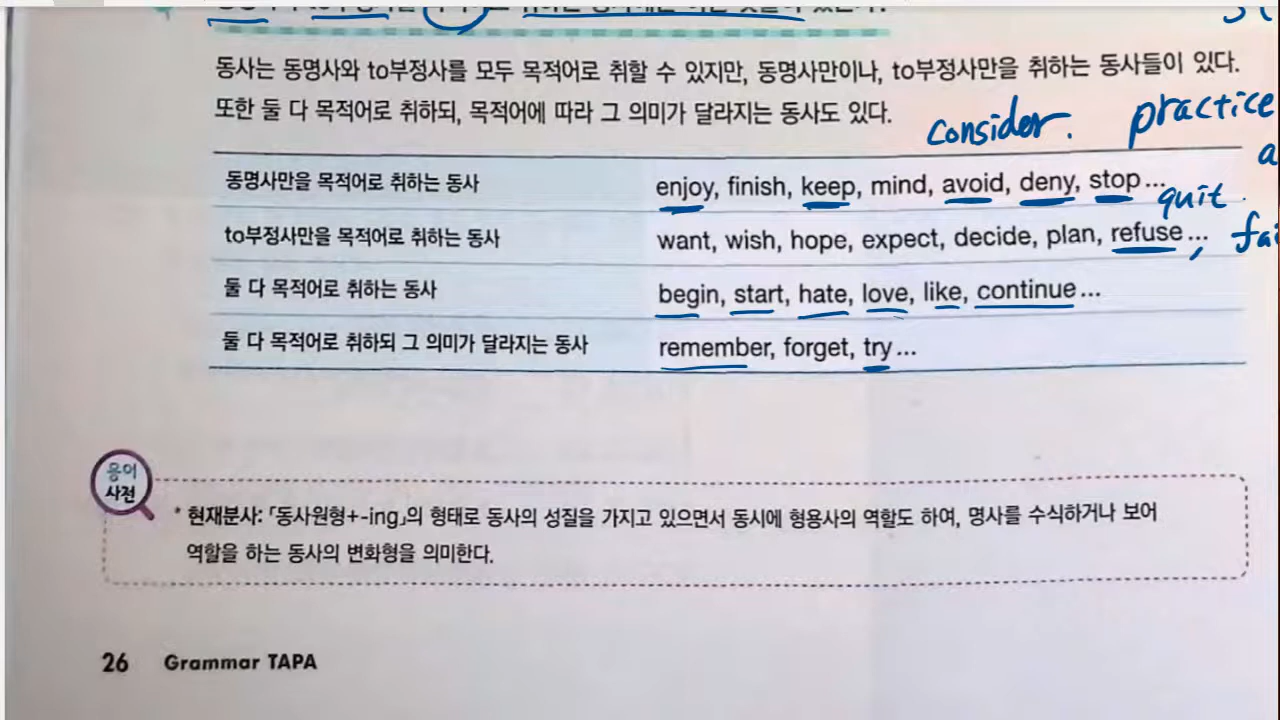 동사는 동명사와 to부정사를 모두 목적어로 취할 수 있지만, 동명사만이나, to부정사만을 취하는 동사들이 있다.
또한 둘 다 목적어로 취하되, 목적어에 따라 그 의미가 달라지는 동사도 있다.
consider. practice
동명사만을 목적어로 취하는 동사 enjoy, finish, keep, mind, avoid, deny, stop...
quit
to부정사만을 목적어로 취하는 동사 want, wish, hope, expect, decide, plan, refuse... ,
둘 다 목적어로 취하는 동사 begin, start, hate, love, like, continue...
둘 다 목적어로 취하되 그 의미가 달라지는 동사 remember, forget, try...
용어
사전
* 현재분사: 「동사원형+-ing」의 형태로 동사의 성질을 가지고 있으면서 동시에 형용사의 역할도 하여, 명사를 수식하거나 보어
역할을 하는 동사의 변화형을 의미한다.
26 Grammar TAPA